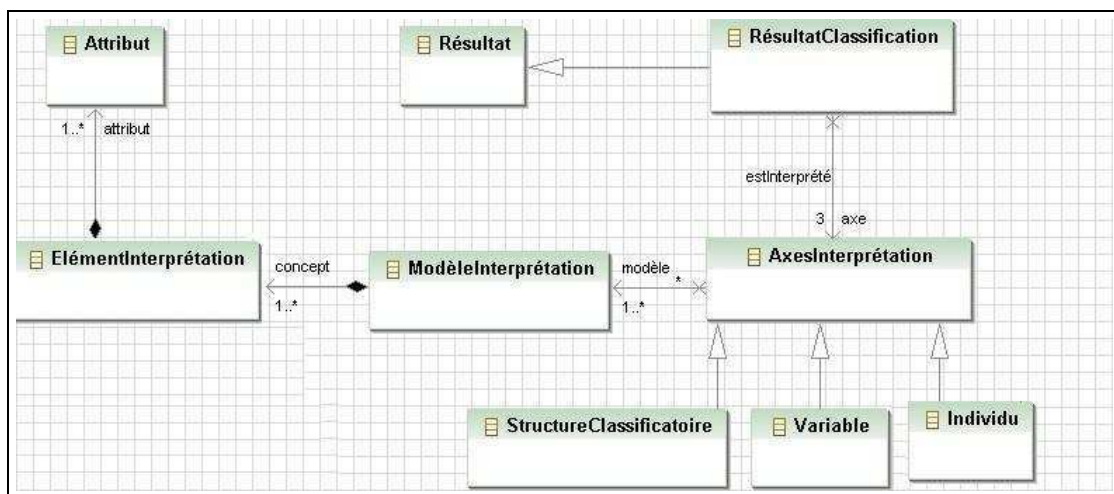 Attribut
Résultat
RésultatClassification
1..* attribut
estInterprété
3 axe
ElémentInterprétation
concept
1..*
ModèleInterprétation
modèle *
1..*
AxesInterprétation
StructureClassificatoire
Variable
Individu